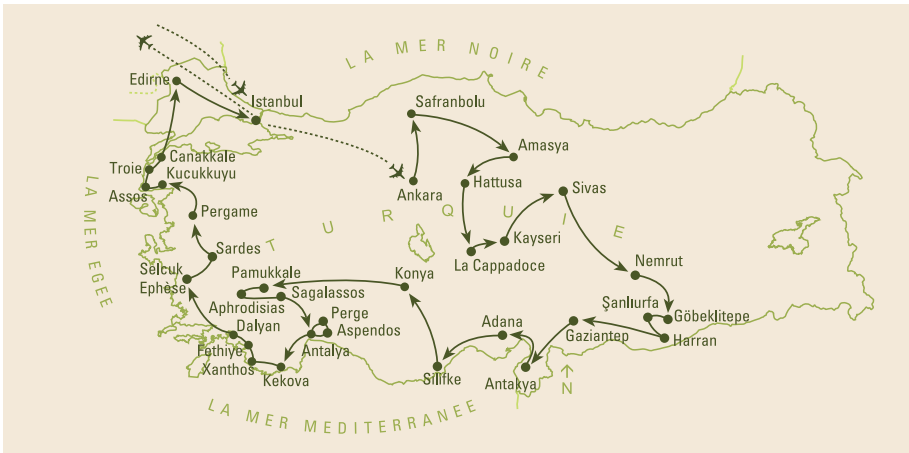 LA MER NOIRE
Edirne
Istanbul
Safranbolu
Amasya
Canakkale
Troie
Kucukkuyu
Assos
Ankara
Hattusa
Sivas
LA MER EGEE
Pergame
TURQUIE
Kayseri
La Cappadoce
Sardes
Nemrut
Selcuk
Ephèse
Pamukkale
Konya
Aphrodisias
Sagalassos
Şanlıurfa
Göbeklitepe
Perge
Aspendos
Adana
Gaziantep
Harran
Dalyan
Fethiye
Xanthos
Antalya
Kekova
Silifke
Antakya
N
LA MER MEDITERRANEE